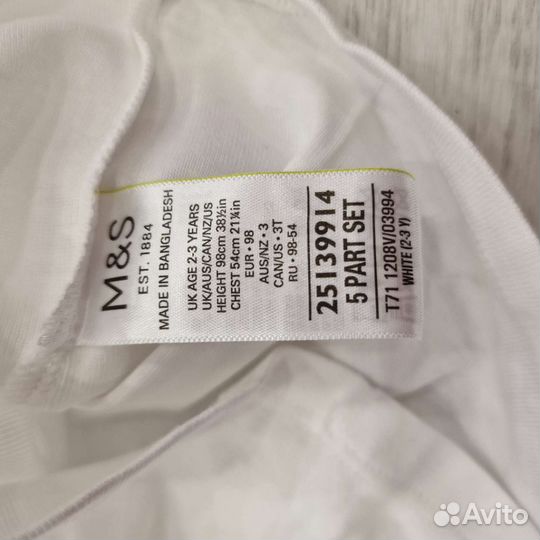 M&S
EST. 1884
MADE IN BANGLADESH
UK AGE 2-3 YEARS
UK/AUS/CAN/NZ/US
HEIGHT 98cm 38½in
CHEST 54cm 21¼in
EUR • 98
AUS/NZ • 3
CAN/US • 3T
RU • 98-54
25139914
5 PART SET
T71 1208V/03994
WHITE (2-3 Y)
Avito